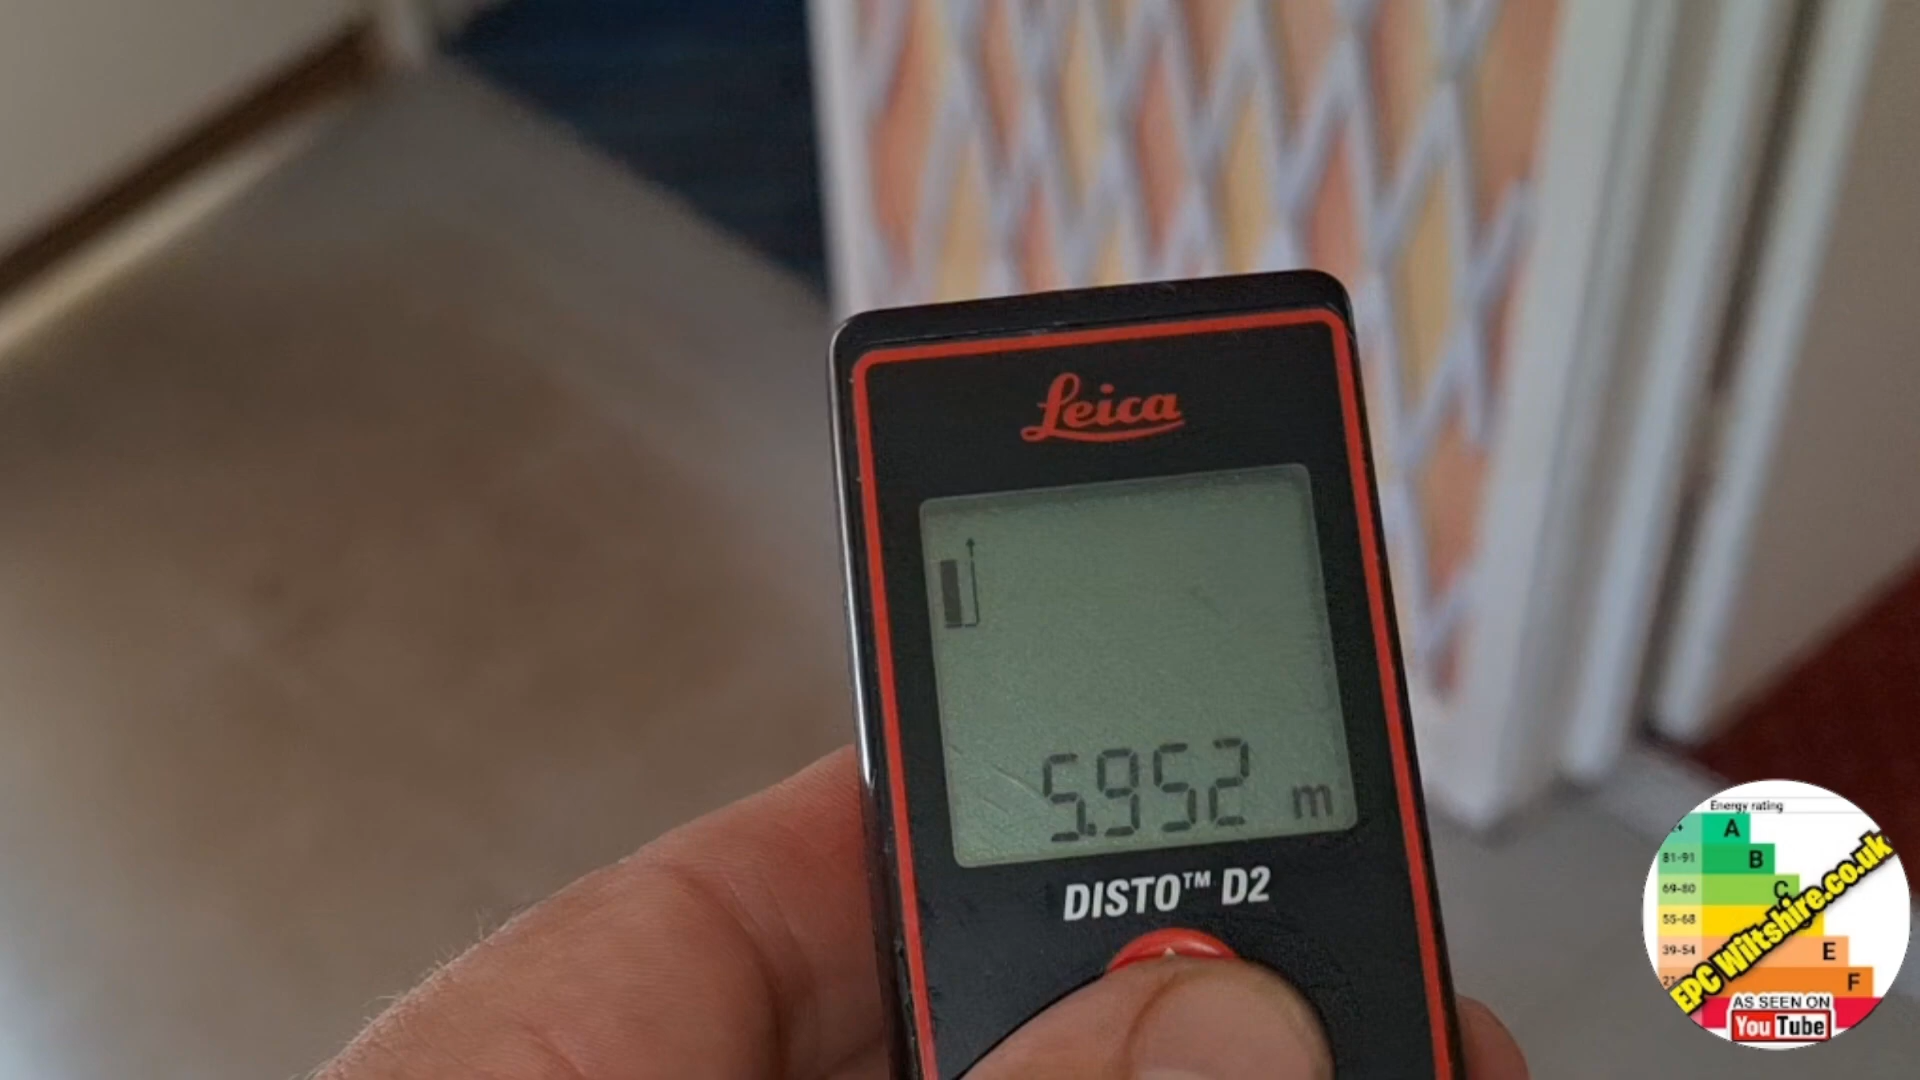 Leica
5.952 m
DISTO™ D2
Energy rating
A
81-91 B
69-80 C
55-68
39-54 E
F
EPC Wiltshire.co.uk
AS SEEN ON
YouTube